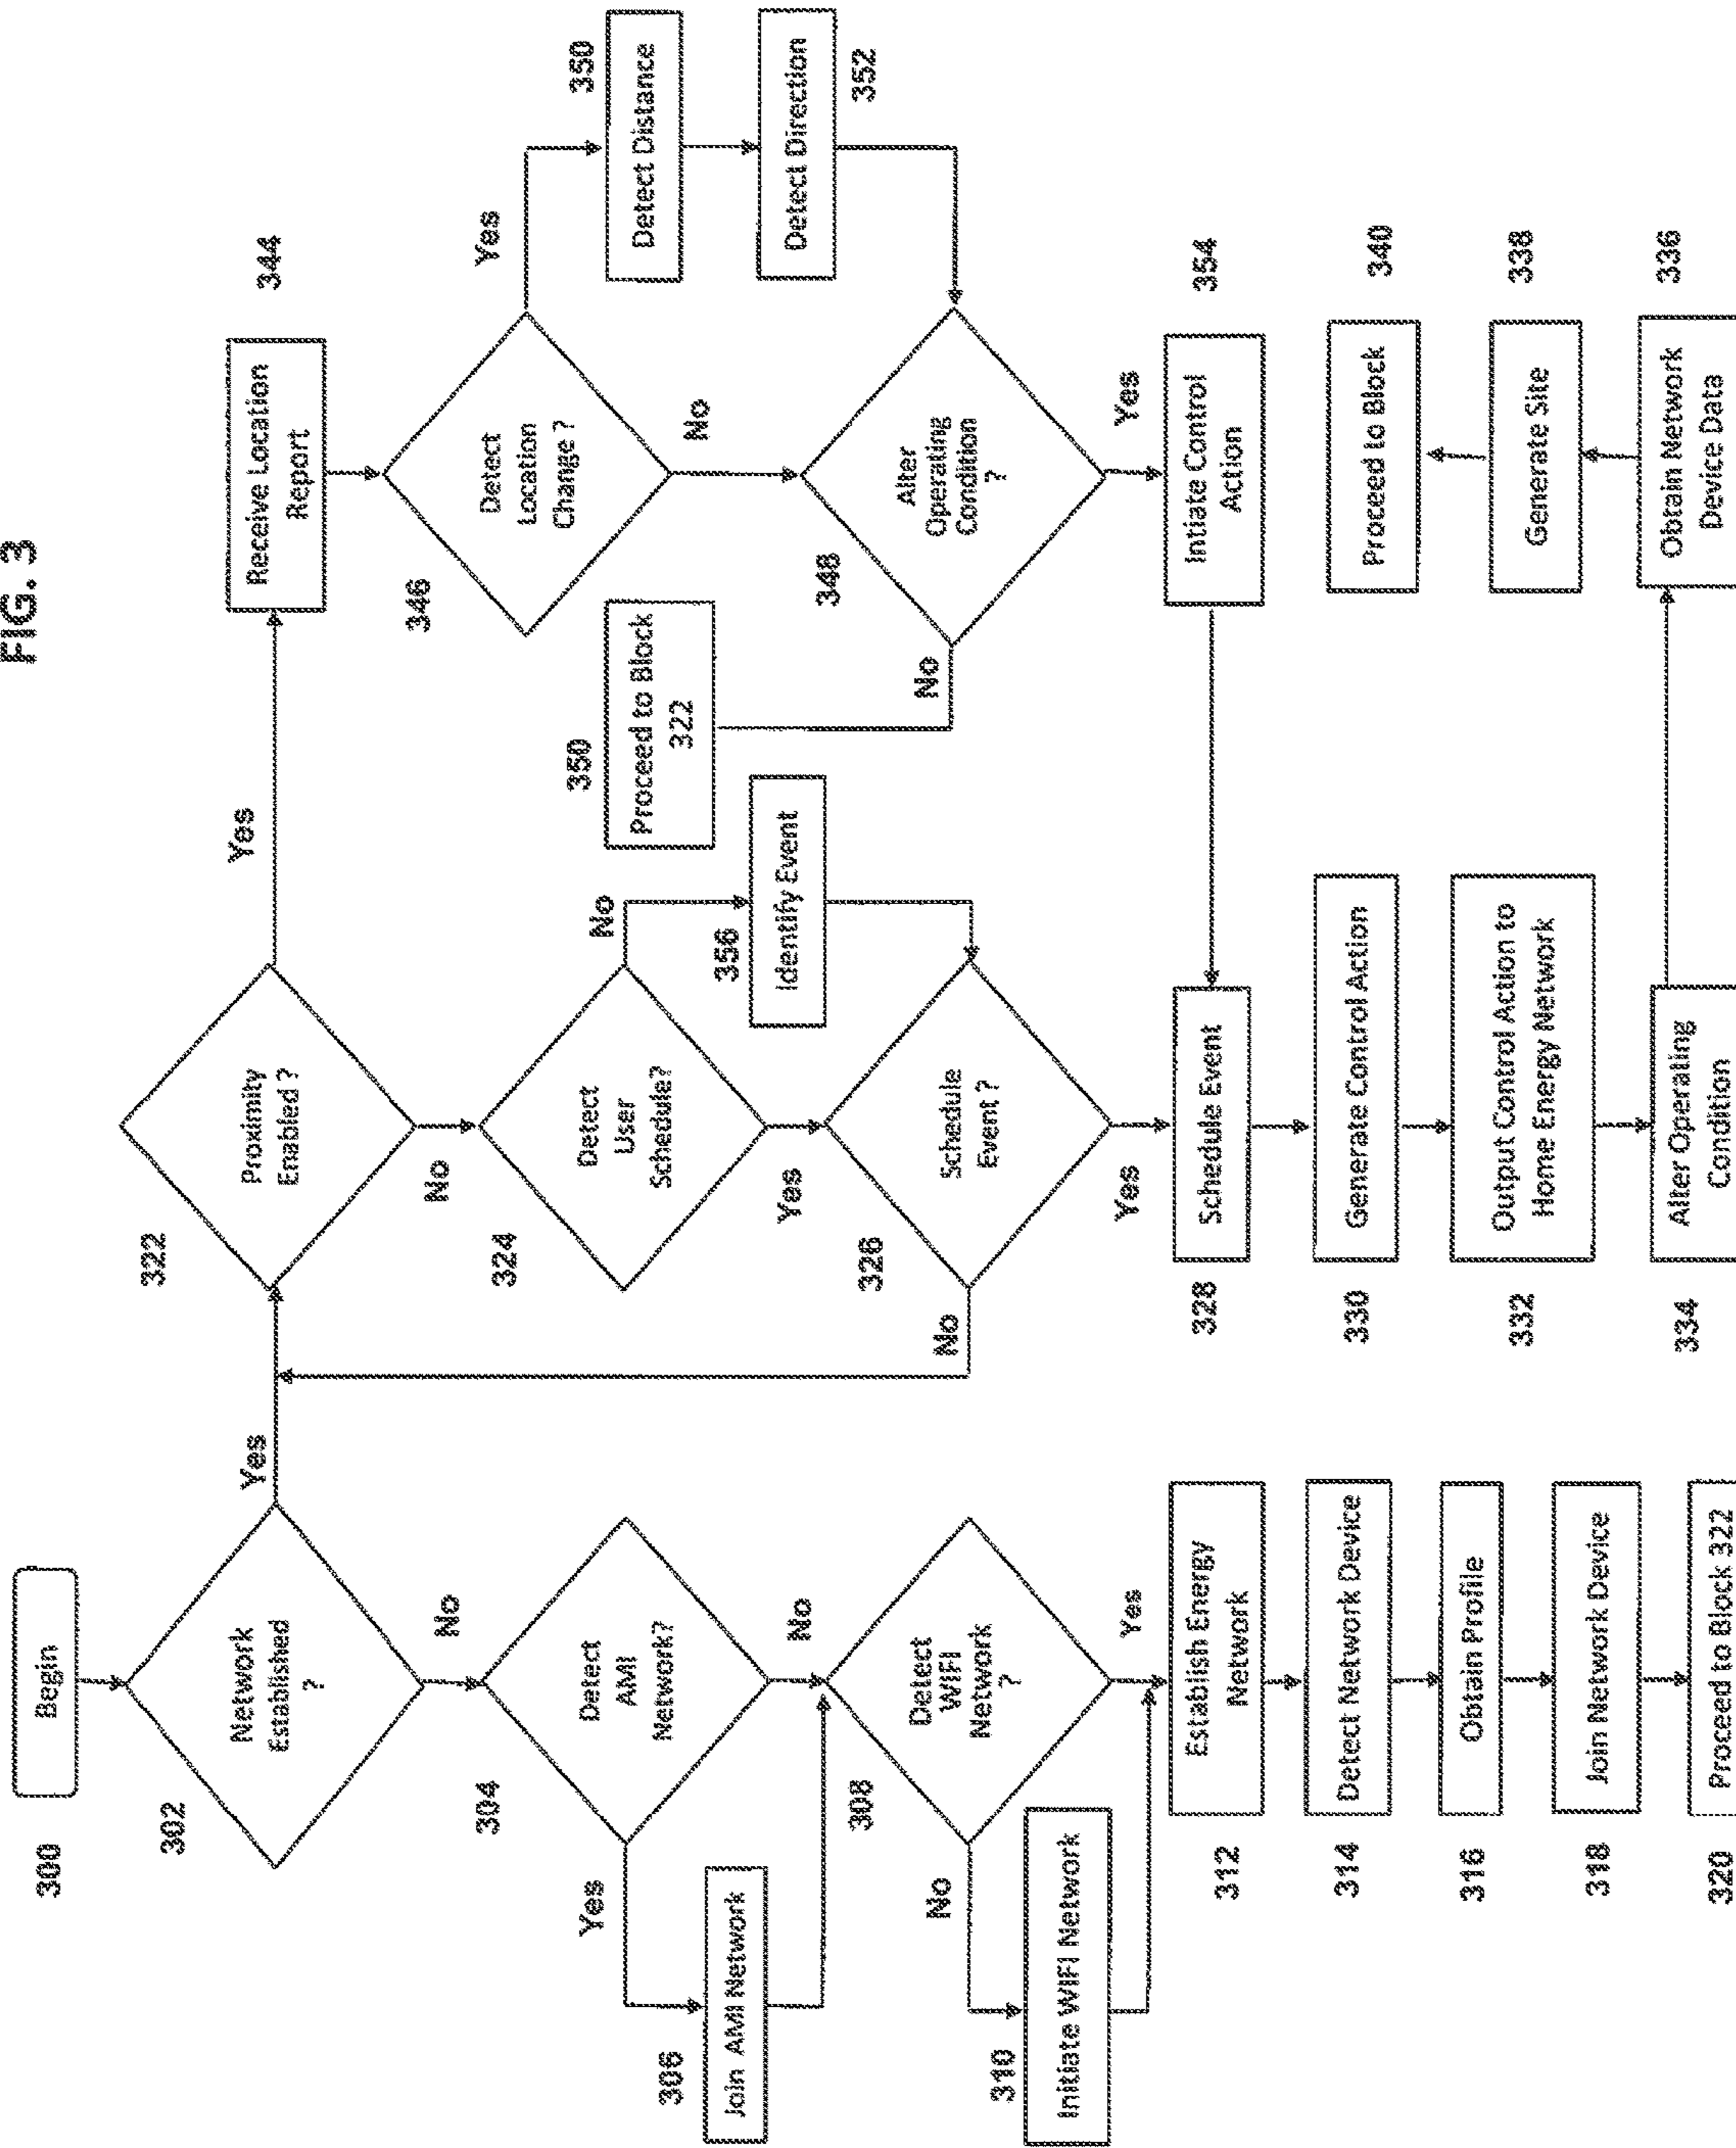 FIG. 3
300
Begin
302
Network
Established
?
Yes
No
304
Detect
AMI
Network?
Yes
No
306
Join AMI Network
308
Detect
WIFI
Network
?
No
Yes
310
Initiate WIFI Network
312
Establish Energy
Network
314
Detect Network Device
316
Obtain Profile
318
Join Network Device
320
Proceed to Block 322
322
Proximity
Enabled ?
Yes
No
324
Detect
User
Schedule?
No
Yes
356
Identify Event
326
Schedule
Event ?
No
Yes
328
Schedule Event
330
Generate Control Action
332
Output Control Action to
Home Energy Network
334
Alter Operating
Condition
344
Receive Location
Report
346
Detect
Location
Change ?
Yes
No
350
Detect Distance
352
Detect Direction
348
Alter
Operating
Condition
?
No
Yes
350
Proceed to Block
322
354
Intiate Control
Action
340
Proceed to Block
338
Generate Site
336
Obtain Network
Device Data